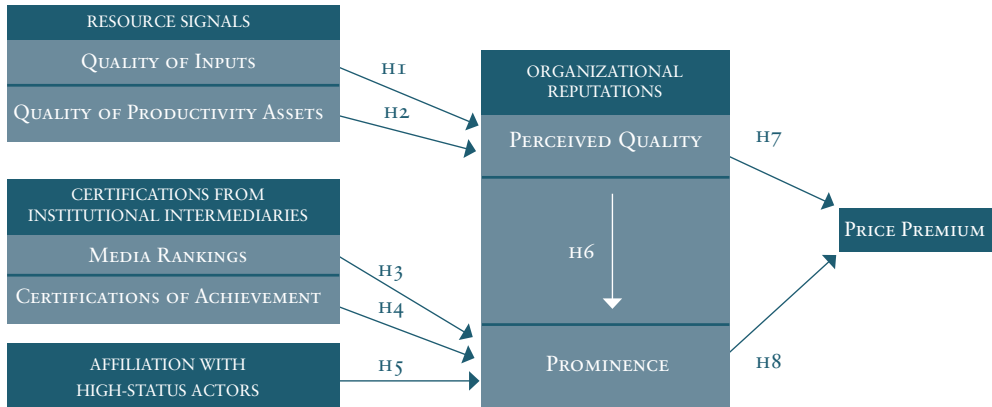 RESOURCE SIGNALS
Quality of Inputs
Quality of Productivity Assets
H1
H2
CERTIFICATIONS FROM
INSTITUTIONAL INTERMEDIARIES
Media Rankings
Certifications of Achievement
H3
H4
AFFILIATION WITH
HIGH-STATUS ACTORS
H5
ORGANIZATIONAL
REPUTATIONS
Perceived Quality
H6
Prominence
H7
H8
Price Premium